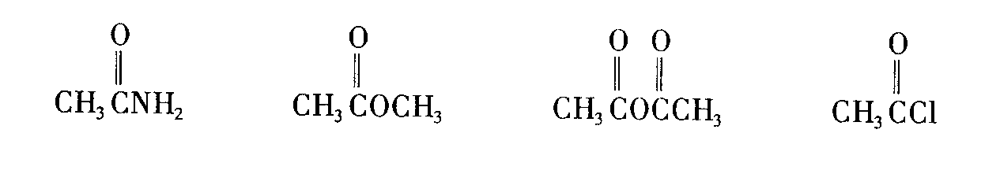 O O O O O
CH₃CNH₂ CH₃COCH₃ CH₃COCCH₃ CH₃CCl